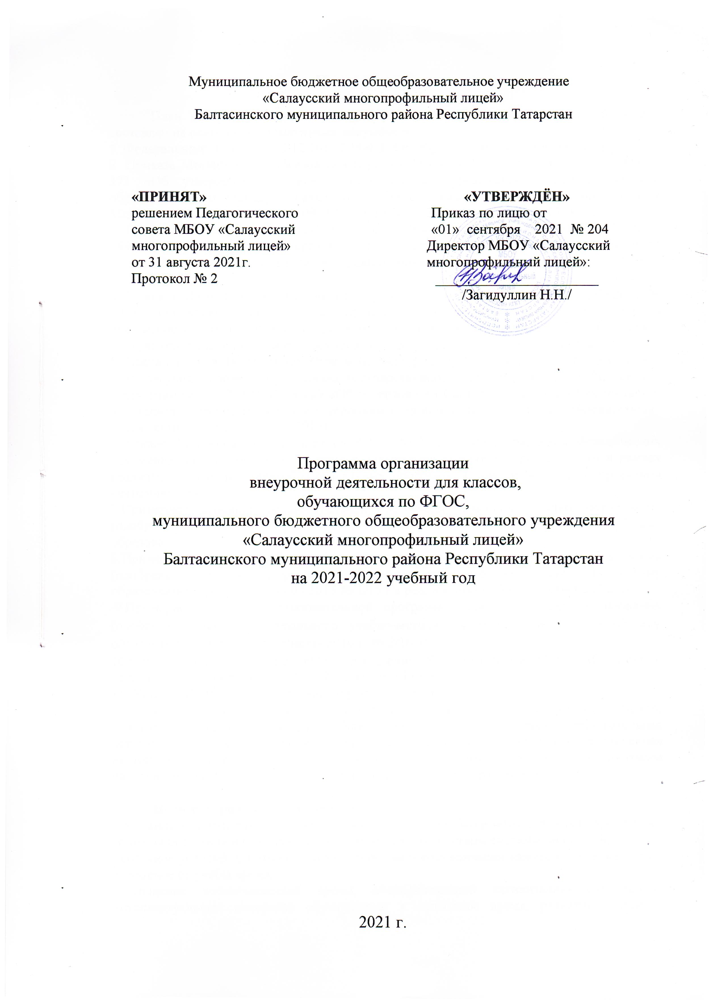 Муниципальное бюджетное общеобразовательное учреждение
«Салаусский многопрофильный лицей»
Балтасинского муниципального района Республики Татарстан
«ПРИНЯТ»
решением Педагогического
совета МБОУ «Салаусский
многопрофильный лицей»
от 31 августа 2021г.
Протокол № 2
«УТВЕРЖДЁН»
Приказ по лицю от
«01» сентября 2021 № 204
Директор МБОУ «Салаусский
многопрофильный лицей»:
/Загидуллин Н.Н./
МБОУ
Программа организации
внеурочной деятельности для классов,
обучающихся по ФГОС,
муниципального бюджетного общеобразовательного учреждения
«Салаусский многопрофильный лицей»
Балтасинского муниципального района Республики Татарстан
на 2021-2022 учебный год
2021 г.